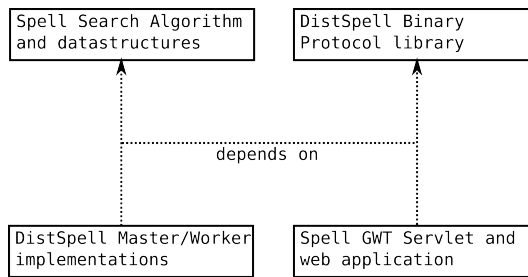 Spell Search Algorithm
and datastructures
DistSpell Binary
Protocol library
depends on
DistSpell Master/Worker
implementations
Spell GWT Servlet and
web application